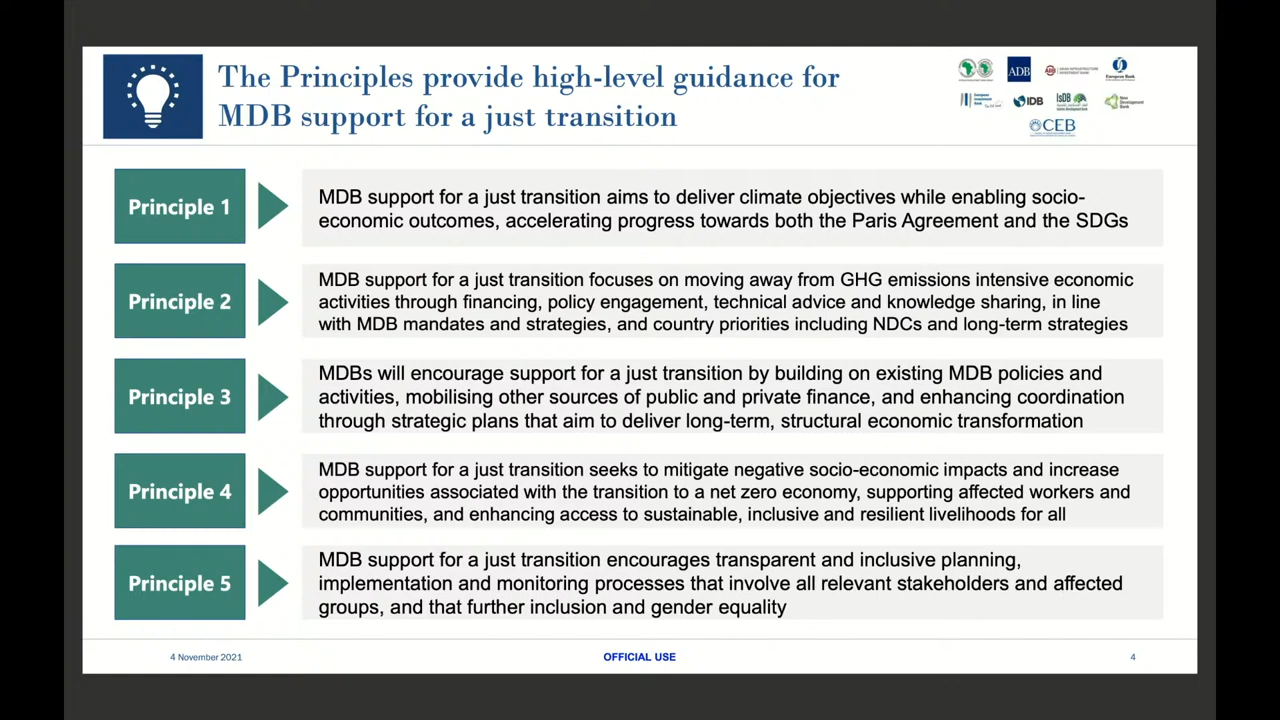 The Principles provide high-level guidance for
MDB support for a just transition
ADB
European Bank
IDB
IsDB
New
Development
Bank
CEB
Principle 1
MDB support for a just transition aims to deliver climate objectives while enabling socio-
economic outcomes, accelerating progress towards both the Paris Agreement and the SDGs
Principle 2
MDB support for a just transition focuses on moving away from GHG emissions intensive economic
activities through financing, policy engagement, technical advice and knowledge sharing, in line
with MDB mandates and strategies, and country priorities including NDCs and long-term strategies
Principle 3
MDBs will encourage support for a just transition by building on existing MDB policies and
activities, mobilising other sources of public and private finance, and enhancing coordination
through strategic plans that aim to deliver long-term, structural economic transformation
Principle 4
MDB support for a just transition seeks to mitigate negative socio-economic impacts and increase
opportunities associated with the transition to a net zero economy, supporting affected workers and
communities, and enhancing access to sustainable, inclusive and resilient livelihoods for all
Principle 5
MDB support for a just transition encourages transparent and inclusive planning,
implementation and monitoring processes that involve all relevant stakeholders and affected
groups, and that further inclusion and gender equality
4 November 2021
OFFICIAL USE
4